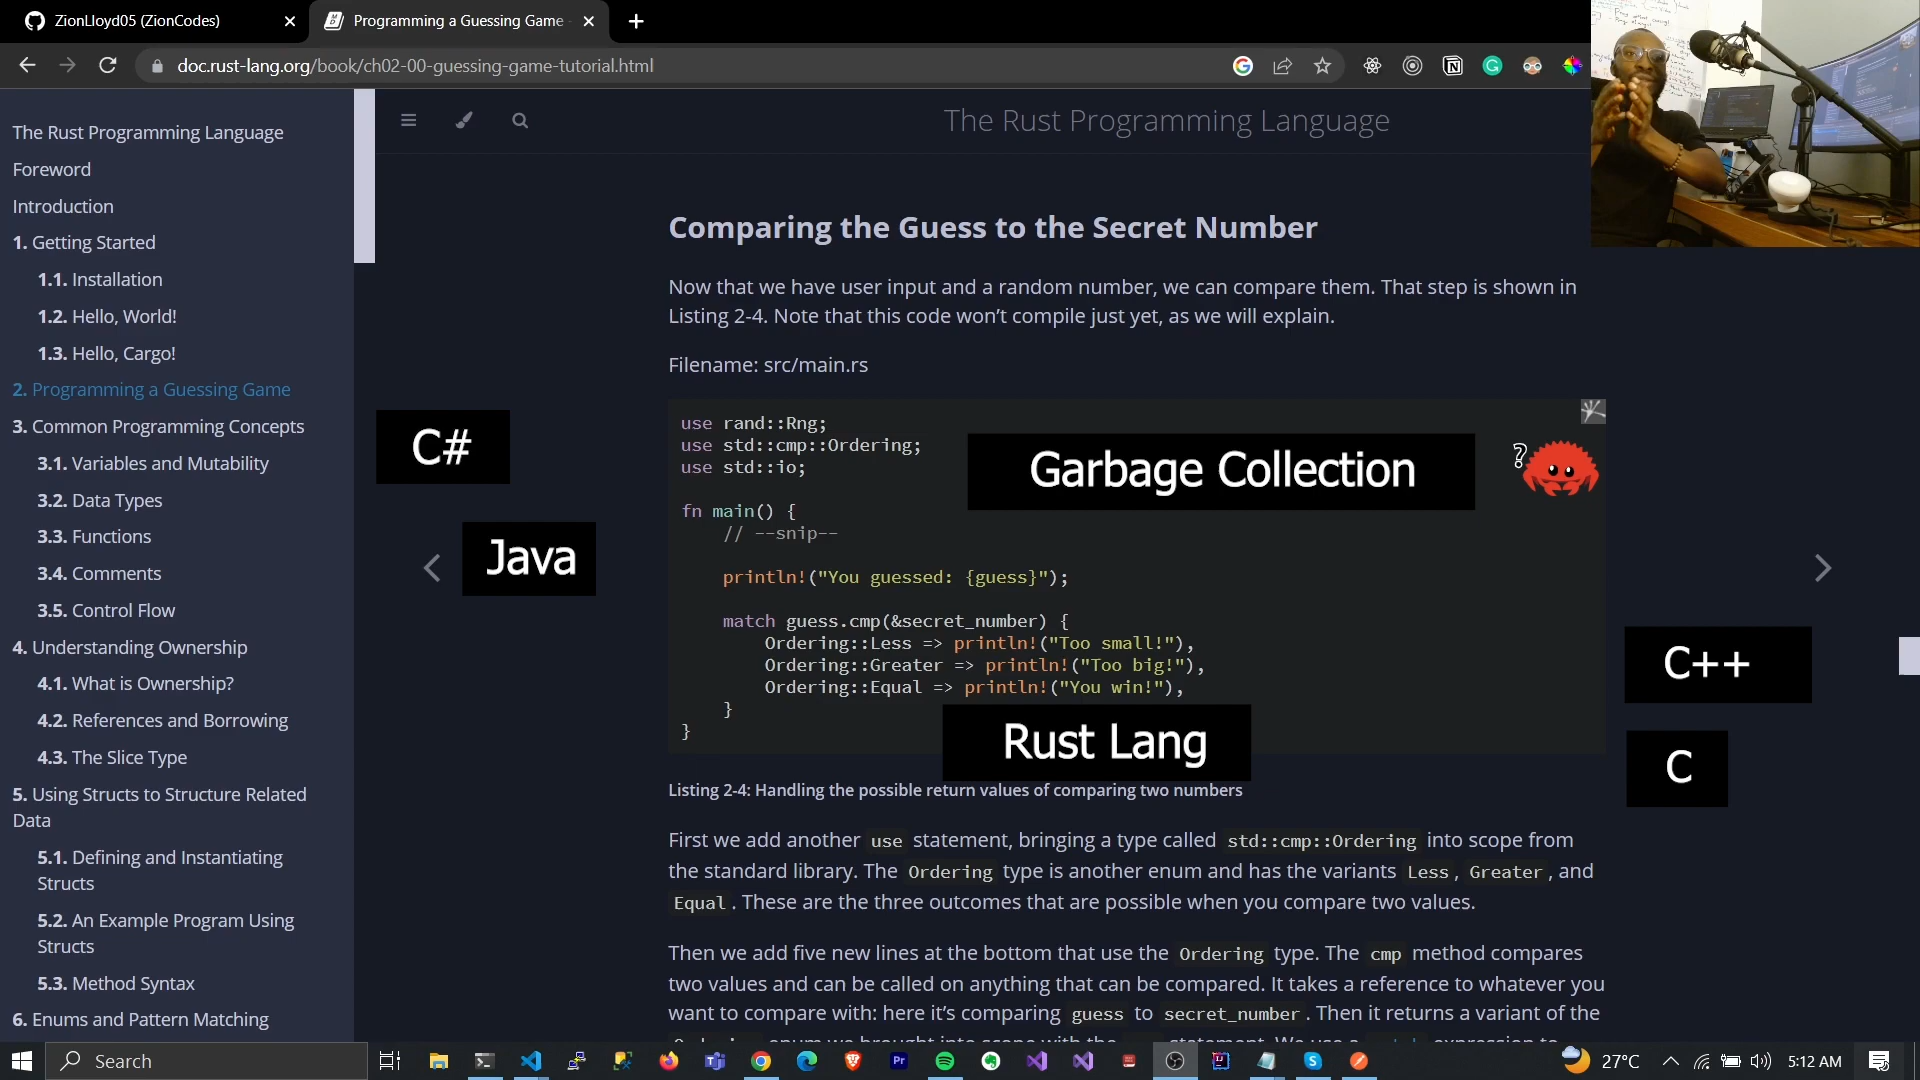 ZionLloyd05 (ZionCodes)
Programming a Guessing Game
doc.rust-lang.org/book/ch02-00-guessing-game-tutorial.html
The Rust Programming Language
Foreword
Introduction
1. Getting Started
1.1. Installation
1.2. Hello, World!
1.3. Hello, Cargo!
2. Programming a Guessing Game
3. Common Programming Concepts
3.1. Variables and Mutability
3.2. Data Types
3.3. Functions
3.4. Comments
3.5. Control Flow
4. Understanding Ownership
4.1. What is Ownership?
4.2. References and Borrowing
4.3. The Slice Type
5. Using Structs to Structure Related
Data
5.1. Defining and Instantiating
Structs
5.2. An Example Program Using
Structs
5.3. Method Syntax
6. Enums and Pattern Matching
The Rust Programming Language
Comparing the Guess to the Secret Number
Now that we have user input and a random number, we can compare them. That step is shown in
Listing 2-4. Note that this code won’t compile just yet, as we will explain.
Filename: src/main.rs
use rand::Rng;
use std::cmp::Ordering;
use std::io;
fn main() {
// --snip--
println!("You guessed: {guess}");
match guess.cmp(&secret_number) {
Ordering::Less => println!("Too small!"),
Ordering::Greater => println!("Too big!"),
Ordering::Equal => println!("You win!"),
}
}
C#
Java
Garbage Collection
?
C++
C
Rust Lang
Listing 2-4: Handling the possible return values of comparing two numbers
First we add another use statement, bringing a type called std::cmp::Ordering into scope from
the standard library. The Ordering type is another enum and has the variants Less, Greater, and
Equal. These are the three outcomes that are possible when you compare two values.
Then we add five new lines at the bottom that use the Ordering type. The cmp method compares
two values and can be called on anything that can be compared. It takes a reference to whatever you
want to compare with: here it’s comparing guess to secret_number. Then it returns a variant of the
Search
27°C
5:12 AM